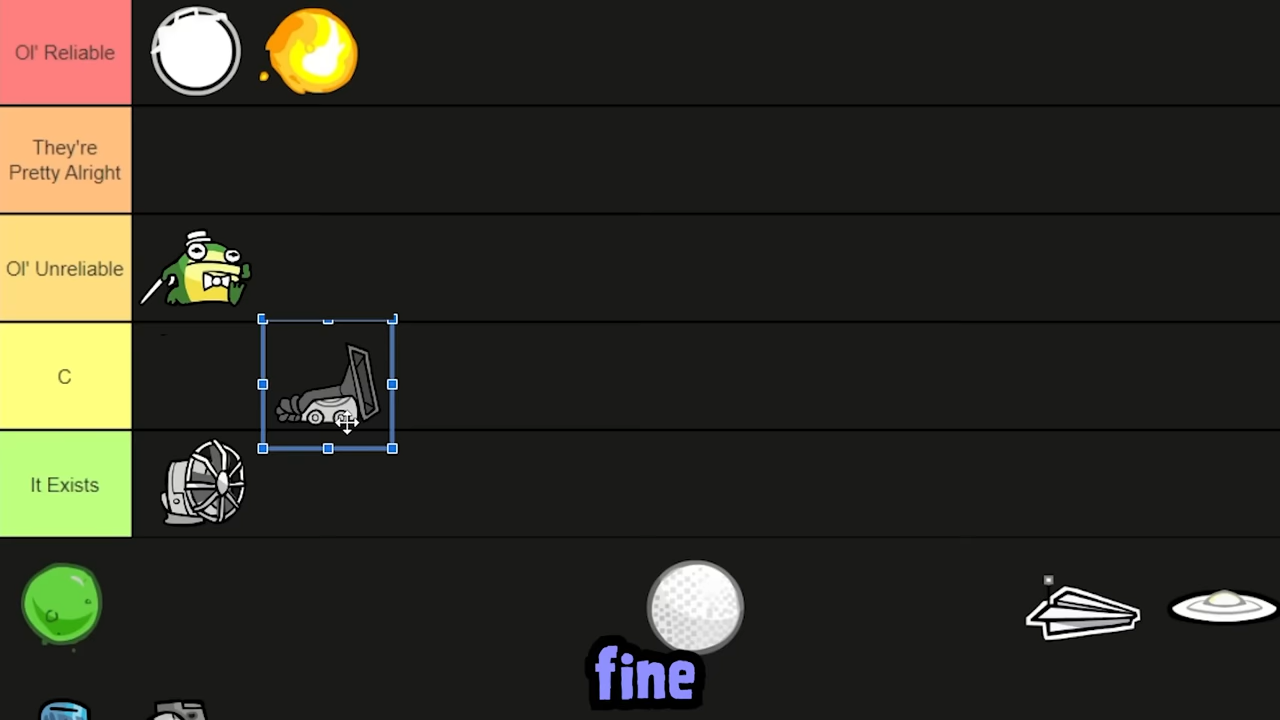 Ol' Reliable
They're
Pretty Alright
Ol' Unreliable
C
It Exists
fine